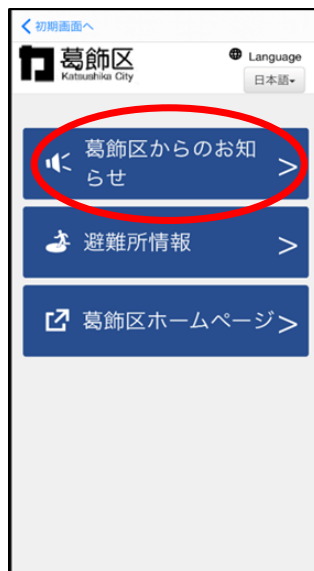 初期画面へ
葛飾区
Katsushika City
Language
日本語
葛飾区からのお知
らせ
避難所情報
葛飾区ホームページ